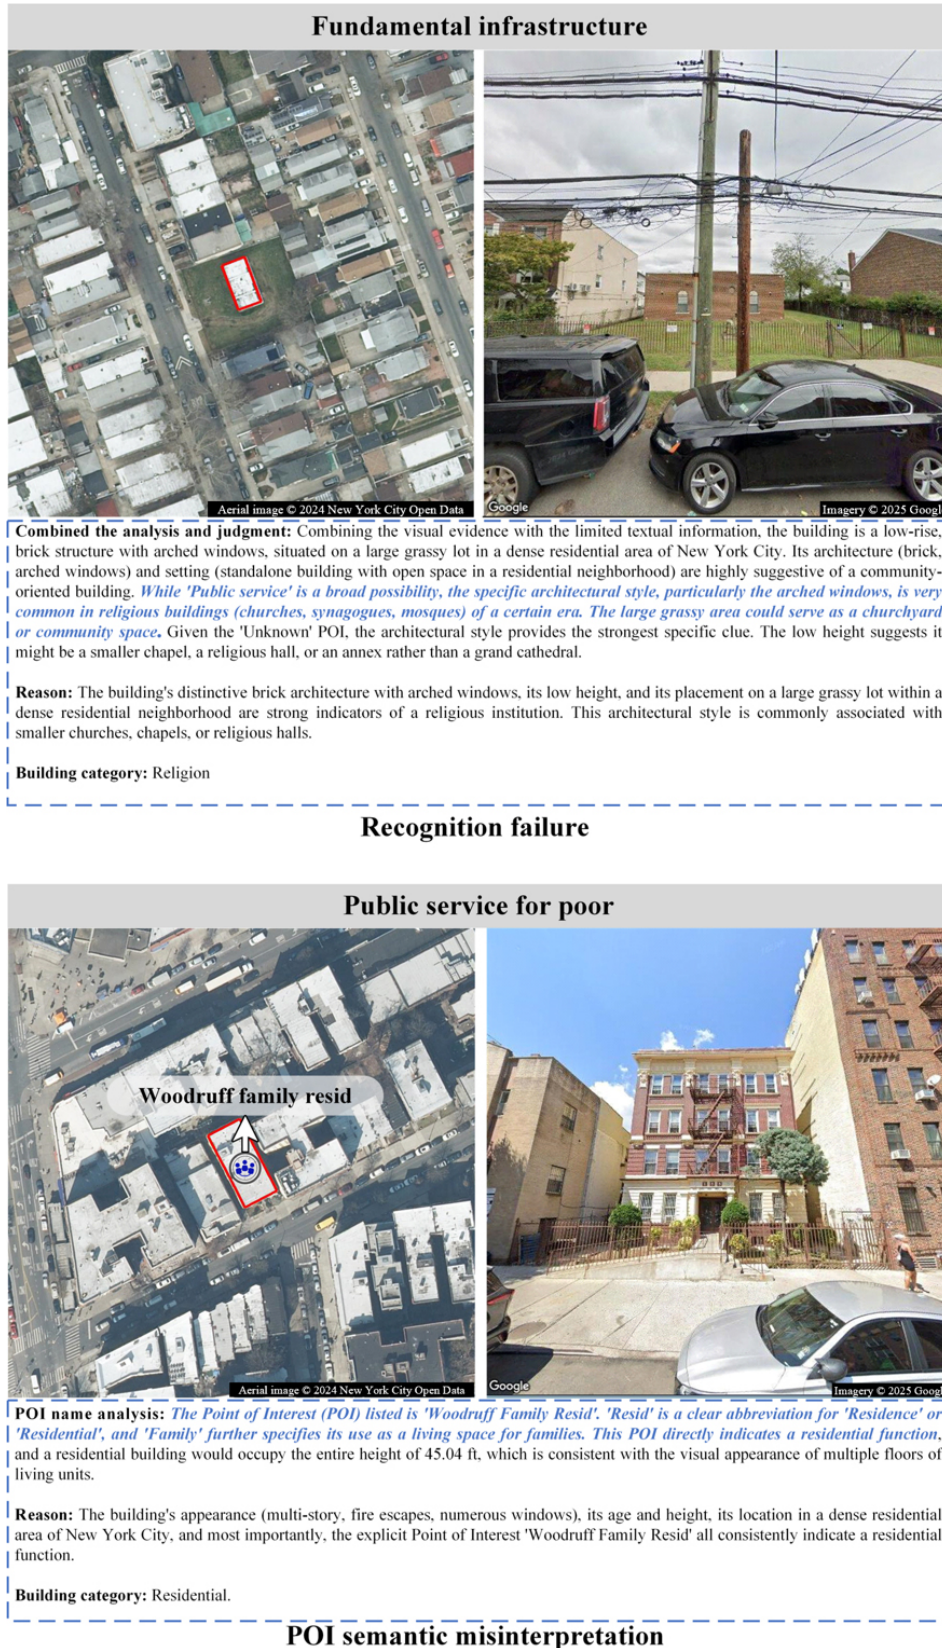 Fundamental infrastructure
Aerial image © 2024 New York City Open Data
Google
Imagery © 2025 Google
Combined the analysis and judgment: Combining the visual evidence with the limited textual information, the building is a low-rise,
brick structure with arched windows, situated on a large grassy lot in a dense residential area of New York City. Its architecture (brick,
arched windows) and setting (standalone building with open space in a residential neighborhood) are highly suggestive of a community-
oriented building. While 'Public service' is a broad possibility, the specific architectural style, particularly the arched windows, is very
common in religious buildings (churches, synagogues, mosques) of a certain era. The large grassy area could serve as a churchyard
or community space. Given the 'Unknown' POI, the architectural style provides the strongest specific clue. The low height suggests it
might be a smaller chapel, a religious hall, or an annex rather than a grand cathedral.
Reason: The building's distinctive brick architecture with arched windows, its low height, and its placement on a large grassy lot within a
dense residential neighborhood are strong indicators of a religious institution. This architectural style is commonly associated with
smaller churches, chapels, or religious halls.
Building category: Religion
Recognition failure
Public service for poor
Woodruff family resid
Aerial image © 2024 New York City Open Data
Google
Imagery © 2025 Google
POI name analysis: The Point of Interest (POI) listed is 'Woodruff Family Resid'. 'Resid' is a clear abbreviation for 'Residence' or
'Residential', and 'Family' further specifies its use as a living space for families. This POI directly indicates a residential function,
and a residential building would occupy the entire height of 45.04 ft, which is consistent with the visual appearance of multiple floors of
living units.
Reason: The building's appearance (multi-story, fire escapes, numerous windows), its age and height, its location in a dense residential
area of New York City, and most importantly, the explicit Point of Interest 'Woodruff Family Resid' all consistently indicate a residential
function.
Building category: Residential.
POI semantic misinterpretation